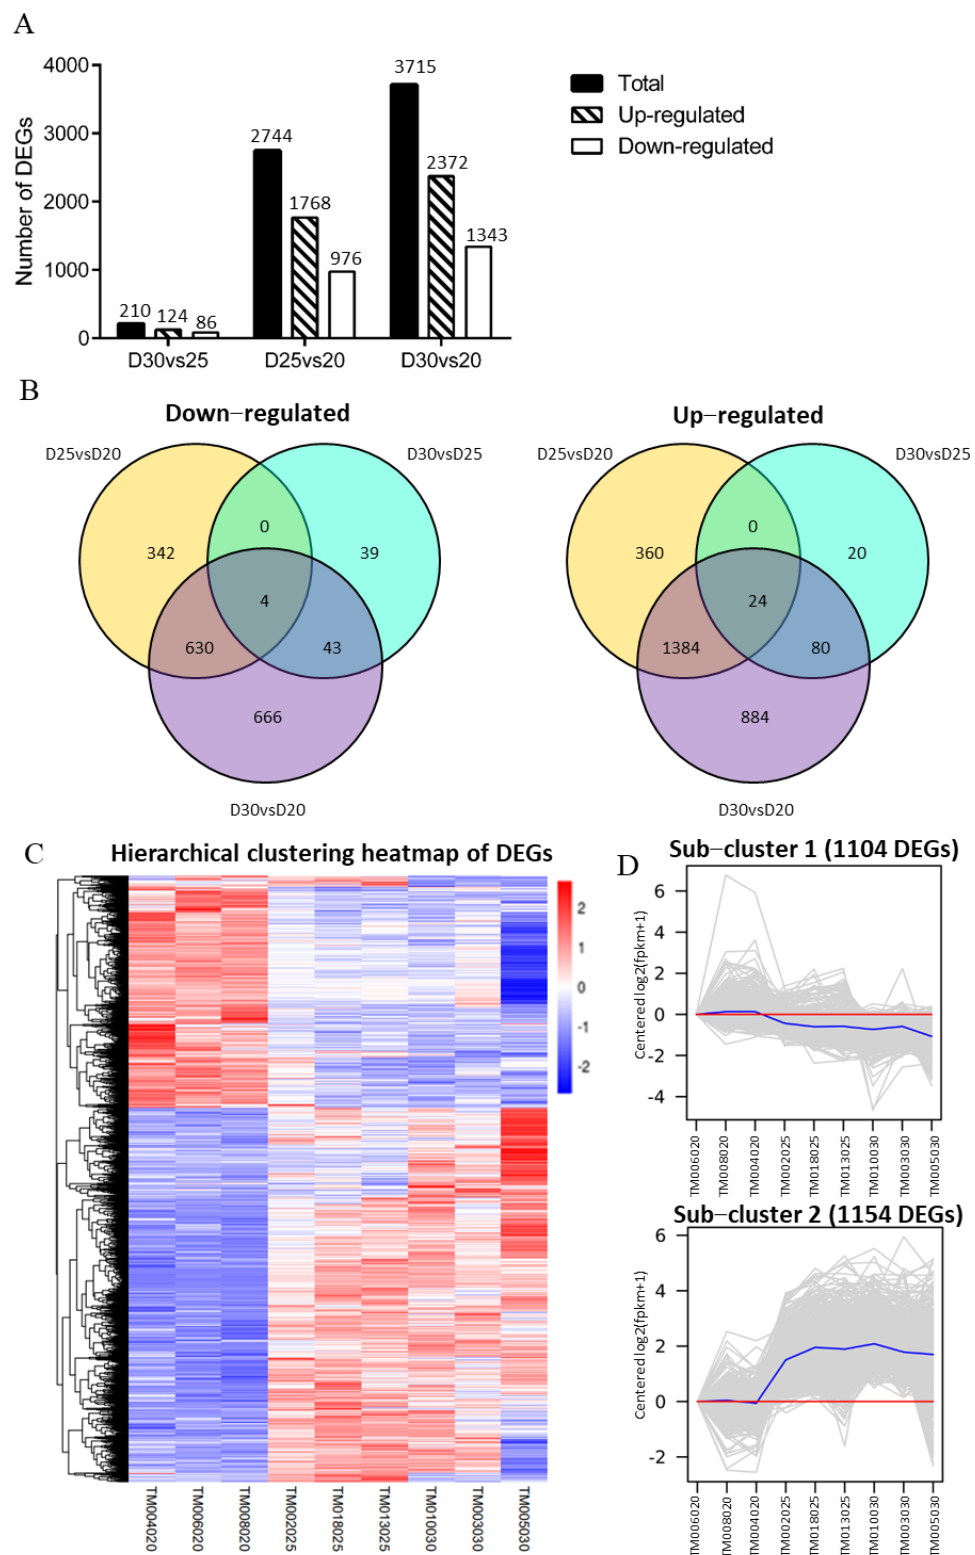 A
Number of DEGs
4000
3000
2000
1000
0
210
124
86
2744
1768
976
3715
2372
1343
D30vs25
D25vs20
D30vs20
Total
Up-regulated
Down-regulated
B
Down-regulated
D25vsD20
D30vsD25
0
342
39
4
630
43
666
D30vsD20
Up-regulated
D25vsD20
D30vsD25
0
360
20
24
1384
80
884
D30vsD20
C
Hierarchical clustering heatmap of DEGs
2
1
0
-1
-2
TM004020
TM006020
TM008020
TM002025
TM018025
TM013025
TM010030
TM003030
TM005030
D
Sub-cluster 1 (1104 DEGs)
Centered log2(fpkm+1)
6
4
2
0
-2
-4
TM006020
TM008020
TM004020
TM002025
TM018025
TM013025
TM010030
TM003030
TM005030
Sub-cluster 2 (1154 DEGs)
Centered log2(fpkm+1)
6
4
2
0
-2
TM006020
TM008020
TM004020
TM002025
TM018025
TM013025
TM010030
TM003030
TM005030